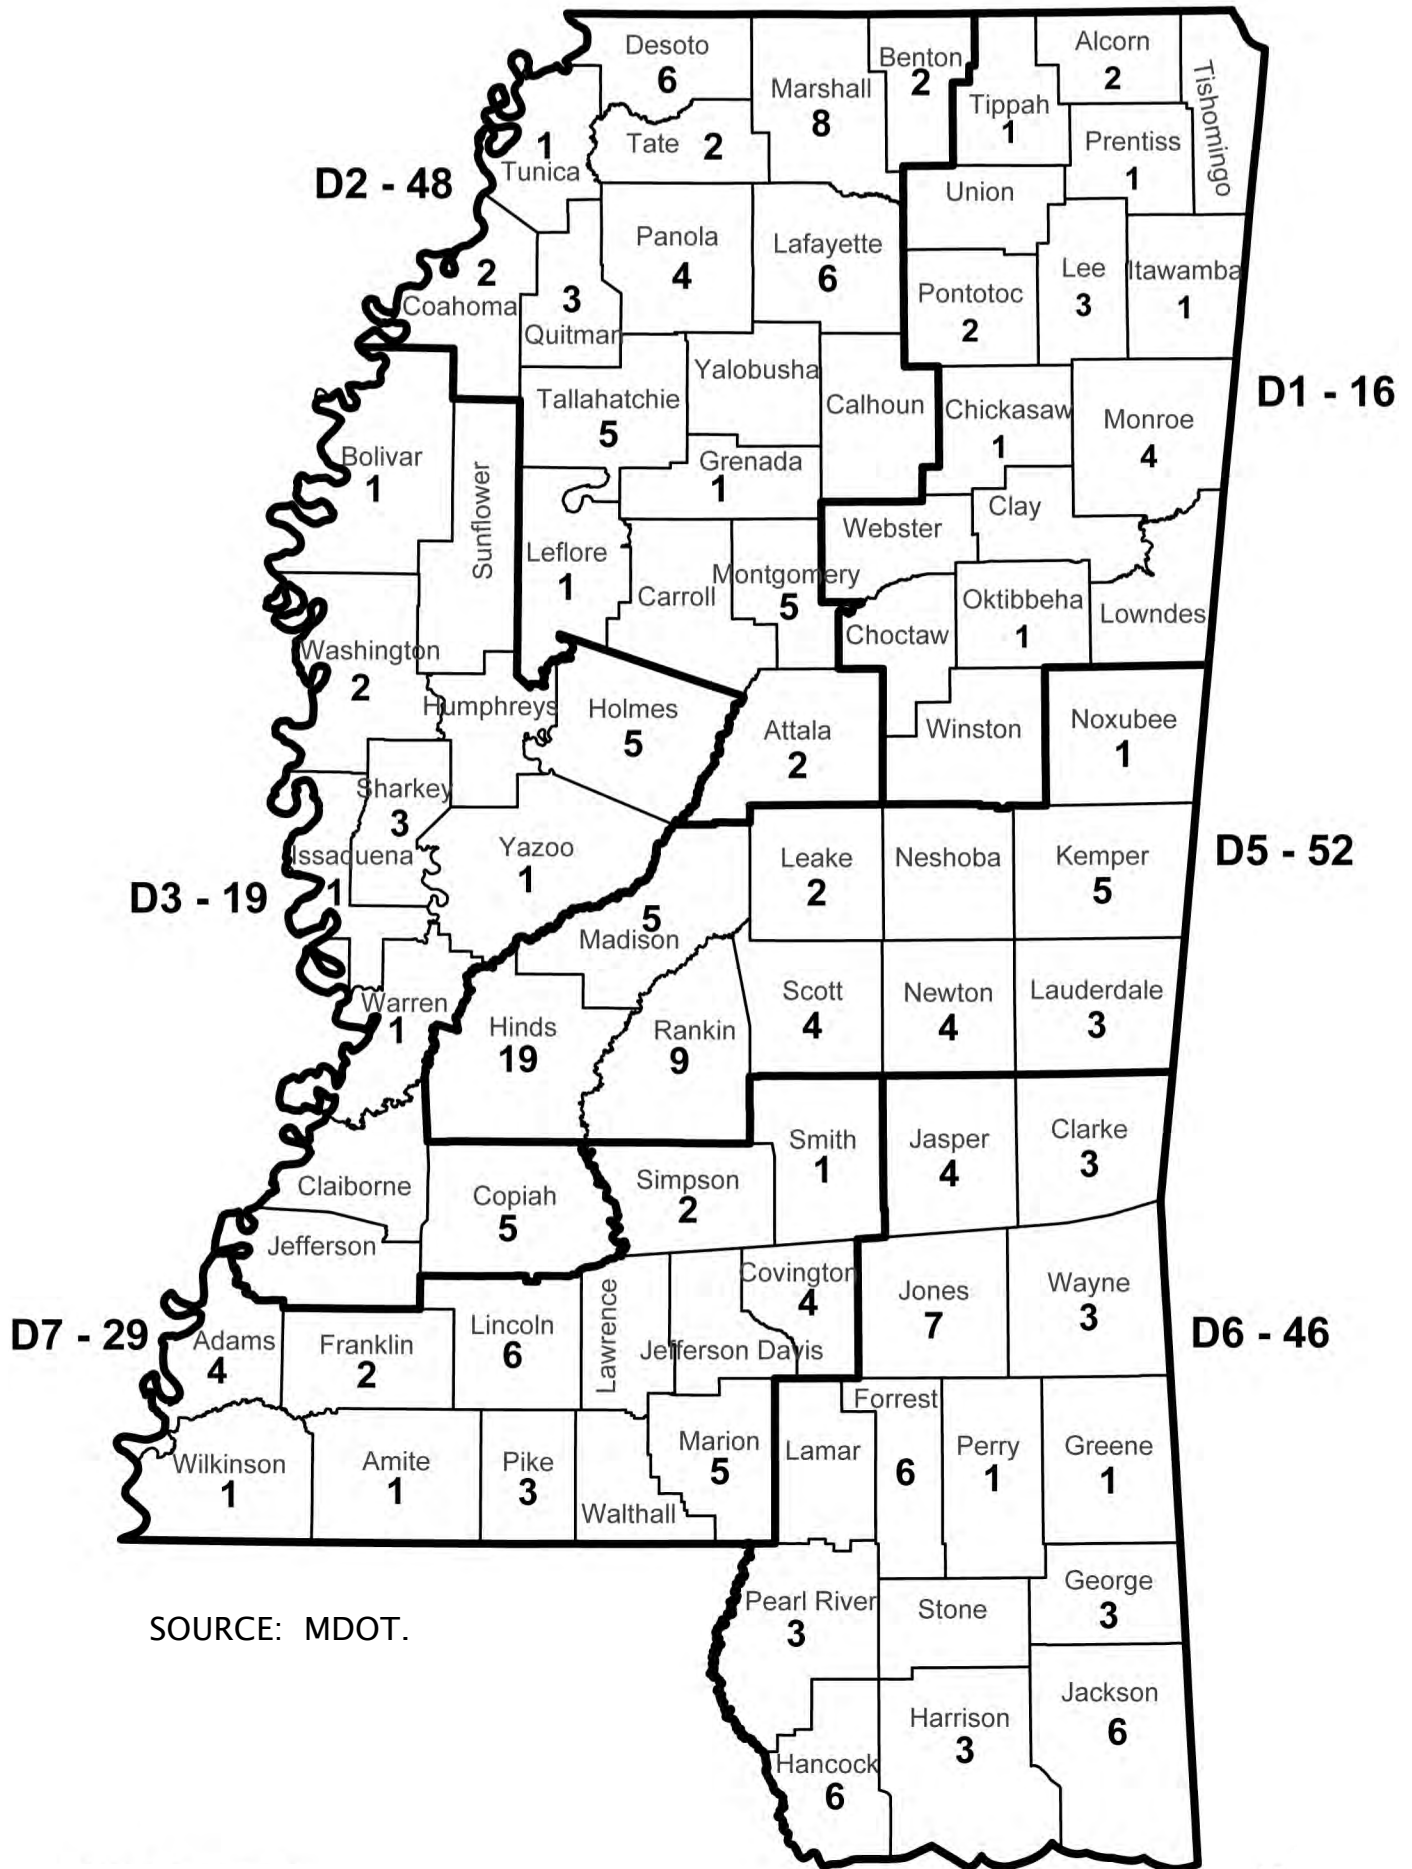 Desoto
6
Marshall
8
Benton
2
Tippah
1
Alcorn
2
Tishomingo
Prentiss
1
1
Tunica
Tate 2
D2 - 48
Union
Panola
4
Lafayette
6
2
Coahoma
3
Quitman
Pontotoc
2
Lee
3
Itawamba
1
D1 - 16
Tallahatchie
5
Yalobusha
Calhoun
Chickasaw
1
Monroe
4
Bolivar
1
Sunflower
Grenada
1
Leflore
1
Carroll
Montgomery
5
Webster
Clay
Choctaw
Oktibbeha
1
Lowndes
Washington
2
Humphreys
Holmes
5
Attala
2
Winston
Noxubee
1
Sharkey
3
Issaquena
1
Yazoo
1
D3 - 19
Leake
2
Neshoba
Kemper
5
D5 - 52
5
Madison
Warren
1
Hinds
19
Rankin
9
Scott
4
Newton
4
Lauderdale
3
Claiborne
Copiah
5
Simpson
2
Smith
1
Jasper
4
Clarke
3
Jefferson
D7 - 29
Adams
4
Franklin
2
Lincoln
6
Lawrence
Jefferson Davis
Covington
4
Jones
7
Wayne
3
D6 - 46
Wilkinson
1
Amite
1
Pike
3
Walthall
Marion
5
Lamar
Forrest
6
Perry
1
Greene
1
Pearl River
3
Stone
George
3
SOURCE: MDOT.
Hancock
6
Harrison
3
Jackson
6